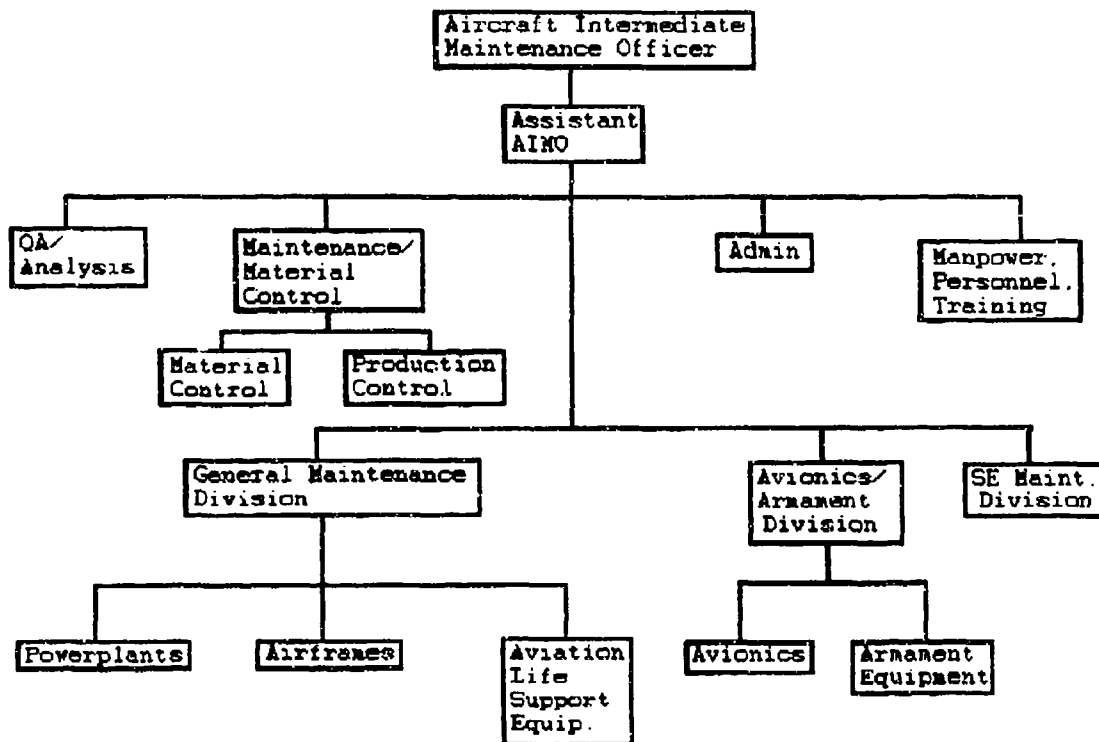 Aircraft Intermediate
Maintenance Officer
Assistant
AIMO
QA/
Analysis
Maintenance/
Material
Control
Admin
Manpower,
Personnel,
Training
Material
Control
Production
Control
General Maintenance
Division
Avionics/
Armament
Division
SE Maint.
Division
Powerplants
Airframes
Aviation
Life
Support
Equip.
Avionics
Armament
Equipment